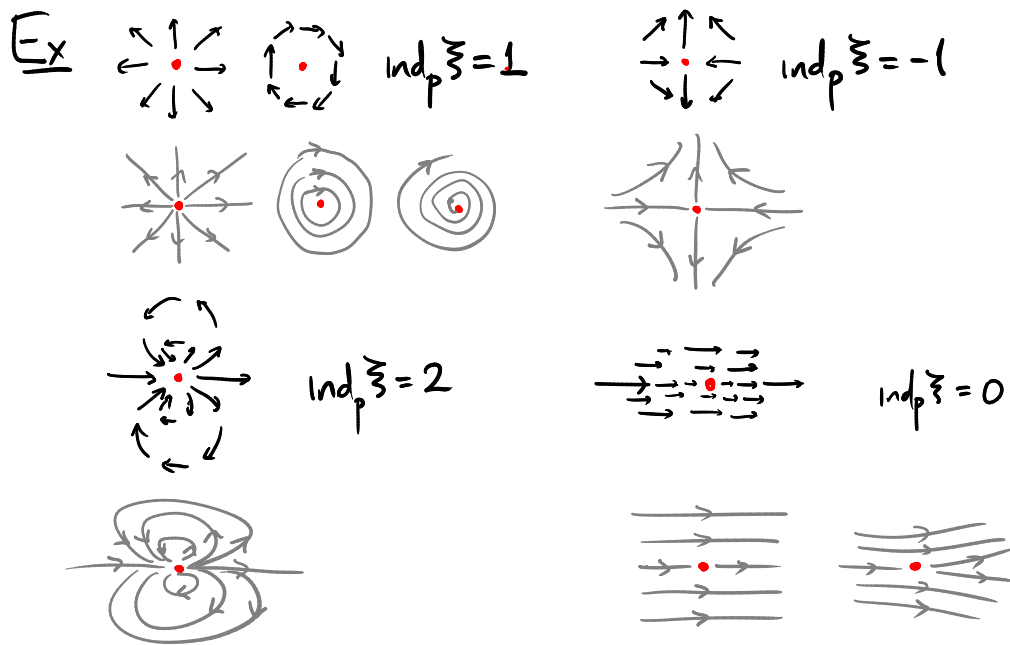 Ex
ind_p ξ = 1
ind_p ξ = -1
ind_p ξ = 2
ind_p ξ = 0